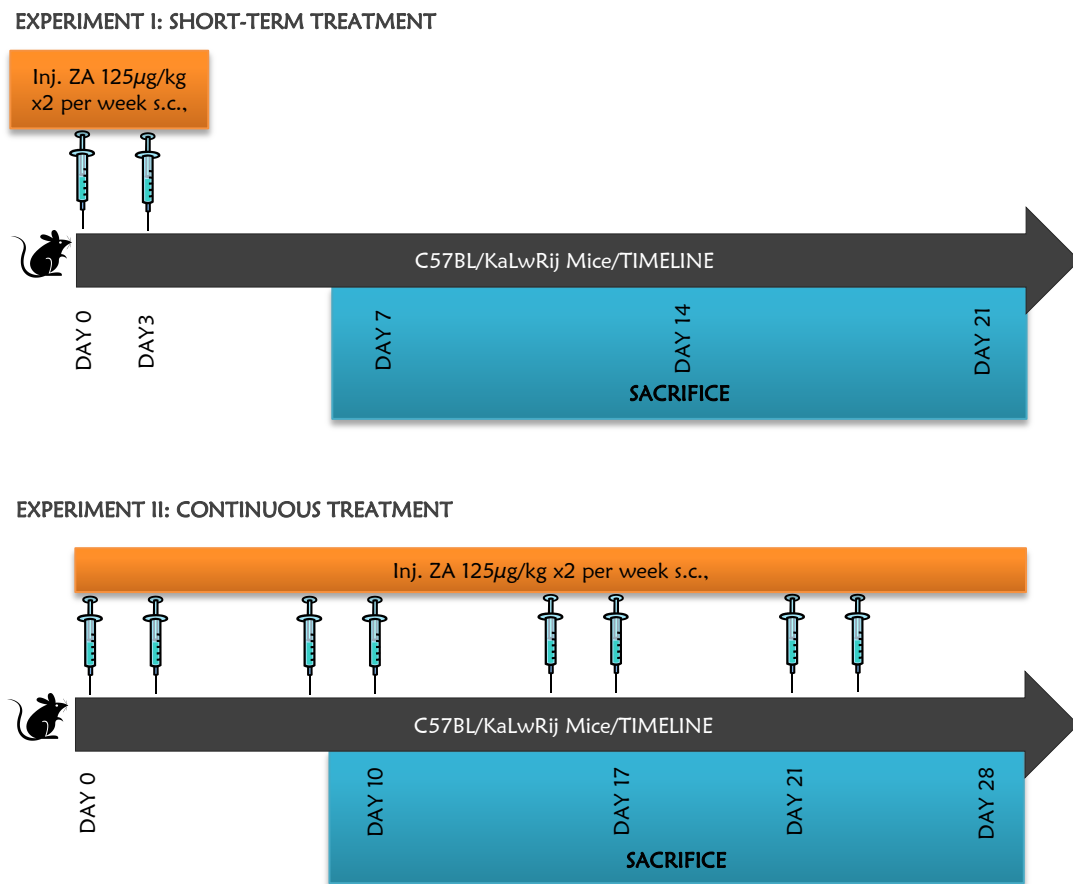 EXPERIMENT I: SHORT-TERM TREATMENT
Inj. ZA 125µg/kg
x2 per week s.c.,
C57BL/KaLwRij Mice/TIMELINE
DAY 0
DAY3
DAY 7
DAY 14
DAY 21
SACRIFICE
EXPERIMENT II: CONTINUOUS TREATMENT
Inj. ZA 125µg/kg x2 per week s.c.,
C57BL/KaLwRij Mice/TIMELINE
DAY 0
DAY 10
DAY 17
DAY 21
DAY 28
SACRIFICE